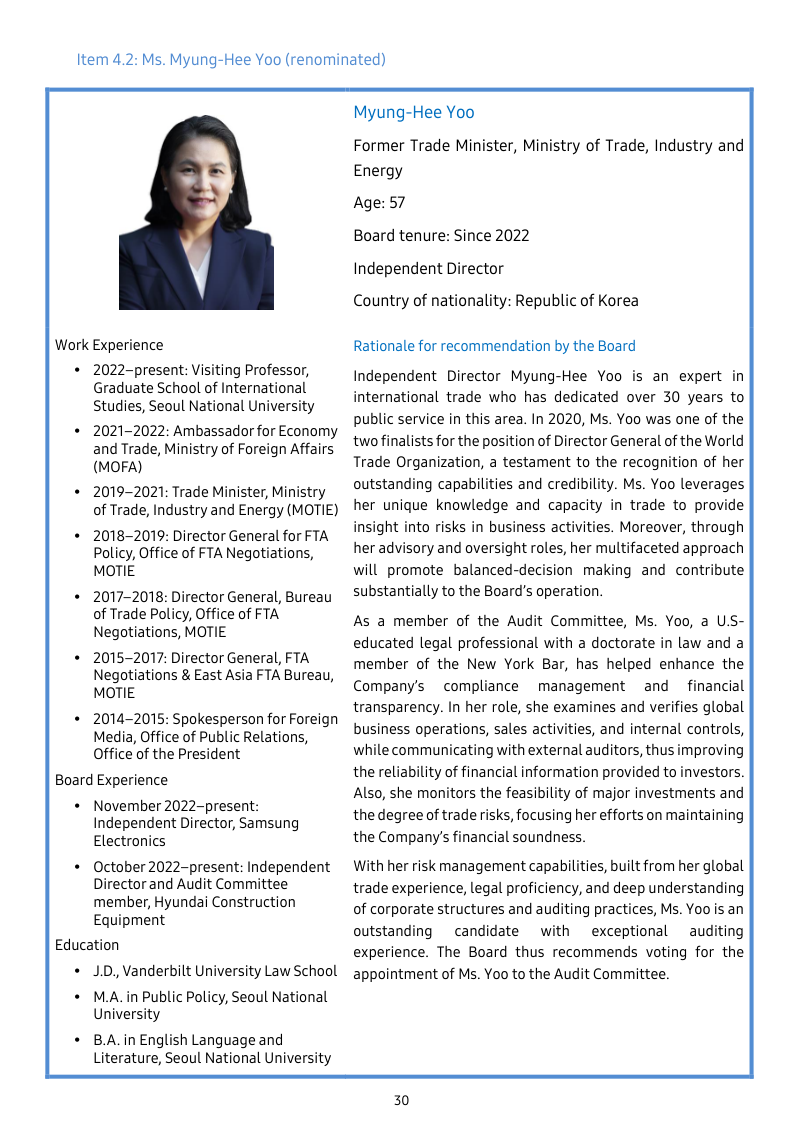 Item 4.2: Ms. Myung-Hee Yoo (renominated)
Myung-Hee Yoo
Former Trade Minister, Ministry of Trade, Industry and
Energy
Age: 57
Board tenure: Since 2022
Independent Director
Country of nationality: Republic of Korea
Work Experience
• 2022–present: Visiting Professor,
Graduate School of International
Studies, Seoul National University
• 2021–2022: Ambassador for Economy
and Trade, Ministry of Foreign Affairs
(MOFA)
• 2019–2021: Trade Minister, Ministry
of Trade, Industry and Energy (MOTIE)
• 2018–2019: Director General for FTA
Policy, Office of FTA Negotiations,
MOTIE
• 2017–2018: Director General, Bureau
of Trade Policy, Office of FTA
Negotiations, MOTIE
• 2015–2017: Director General, FTA
Negotiations & East Asia FTA Bureau,
MOTIE
• 2014–2015: Spokesperson for Foreign
Media, Office of Public Relations,
Office of the President
Board Experience
• November 2022–present:
Independent Director, Samsung
Electronics
• October 2022–present: Independent
Director and Audit Committee
member, Hyundai Construction
Equipment
Education
• J.D., Vanderbilt University Law School
• M.A. in Public Policy, Seoul National
University
• B.A. in English Language and
Literature, Seoul National University
Rationale for recommendation by the Board
Independent Director Myung-Hee Yoo is an expert in
international trade who has dedicated over 30 years to
public service in this area. In 2020, Ms. Yoo was one of the
two finalists for the position of Director General of the World
Trade Organization, a testament to the recognition of her
outstanding capabilities and credibility. Ms. Yoo leverages
her unique knowledge and capacity in trade to provide
insight into risks in business activities. Moreover, through
her advisory and oversight roles, her multifaceted approach
will promote balanced-decision making and contribute
substantially to the Board's operation.
As a member of the Audit Committee, Ms. Yoo, a U.S-
educated legal professional with a doctorate in law and a
member of the New York Bar, has helped enhance the
Company's compliance management and financial
transparency. In her role, she examines and verifies global
business operations, sales activities, and internal controls,
while communicating with external auditors, thus improving
the reliability of financial information provided to investors.
Also, she monitors the feasibility of major investments and
the degree of trade risks, focusing her efforts on maintaining
the Company's financial soundness.
With her risk management capabilities, built from her global
trade experience, legal proficiency, and deep understanding
of corporate structures and auditing practices, Ms. Yoo is an
outstanding candidate with exceptional auditing
experience. The Board thus recommends voting for the
appointment of Ms. Yoo to the Audit Committee.
30